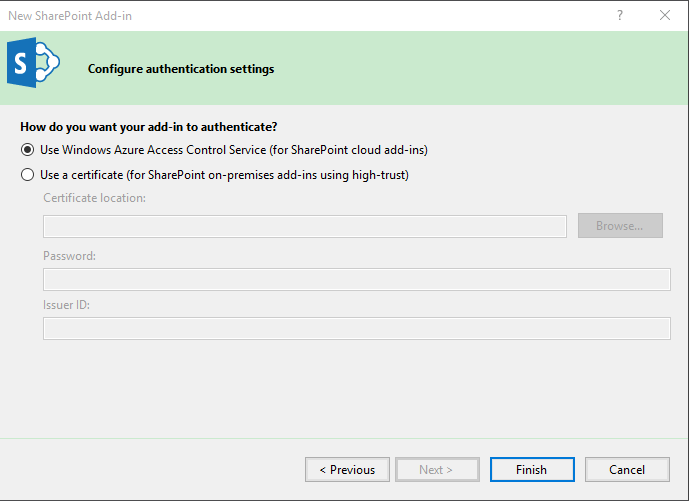 New SharePoint Add-in
?
S
Configure authentication settings
How do you want your add-in to authenticate?
Use Windows Azure Access Control Service (for SharePoint cloud add-ins)
Use a certificate (for SharePoint on-premises add-ins using high-trust)
Certificate location:
Browse...
Password:
Issuer ID:
< Previous Next > Finish Cancel